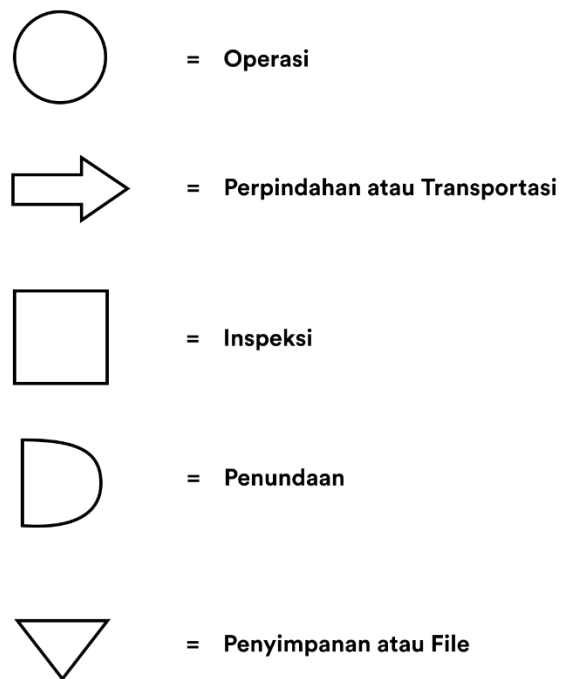 = Operasi
= Perpindahan atau Transportasi
= Inspeksi
= Penundaan
= Penyimpanan atau File